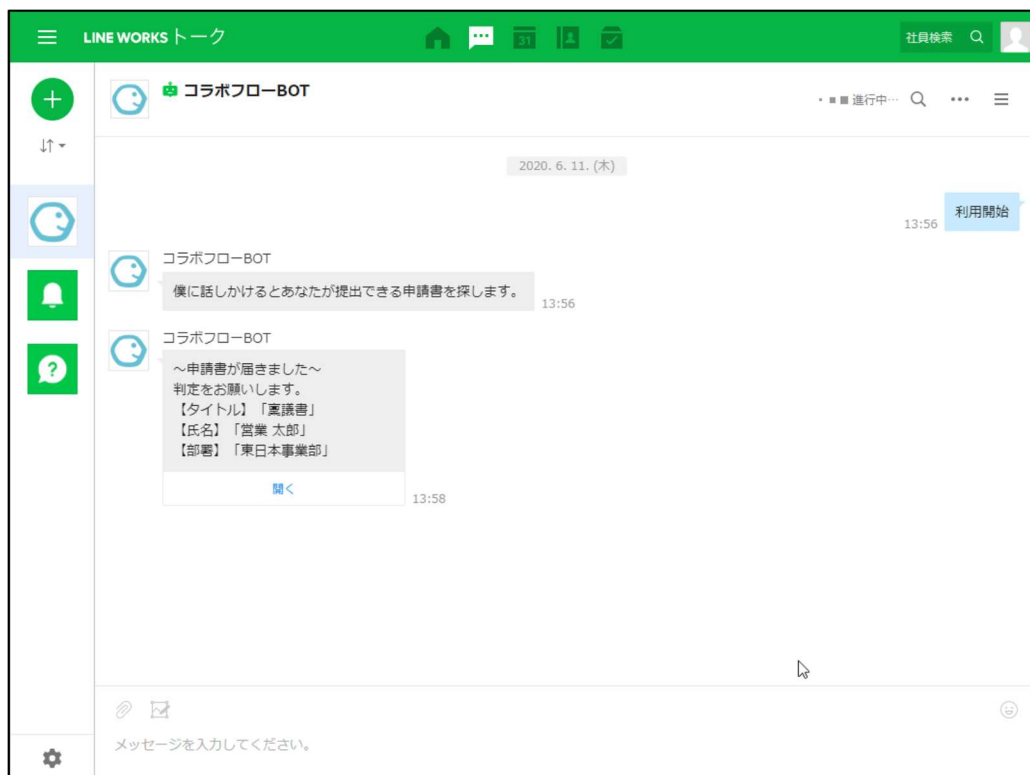 LINE WORKS トーク
31
社員検索
コラボフローBOT
進行中…
2020. 6. 11. (木)
利用開始
13:56
コラボフローBOT
僕に話しかけるとあなたが提出できる申請書を探します。
13:56
コラボフローBOT
～申請書が届きました～
判定をお願いします。
【タイトル】「稟議書」
【氏名】「営業 太郎」
【部署】「東日本事業部」
開く
13:58
メッセージを入力してください。